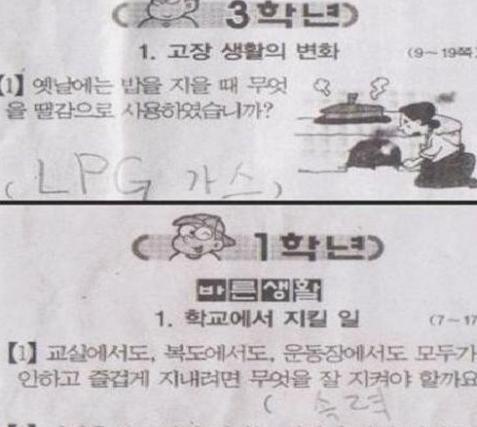 3학년
1. 고장 생활의 변화 (9~19쪽)
【1】 옛날에는 밥을 지을 때 무엇
을 땔감으로 사용하였습니까?
( LPG 가스 )
1학년
바른생활
1. 학교에서 지킬 일 (7~17
【1】 교실에서도, 복도에서도, 운동장에서도 모두가
안하고 즐겁게 지내려면 무엇을 잘 지켜야 할까요
( 속력